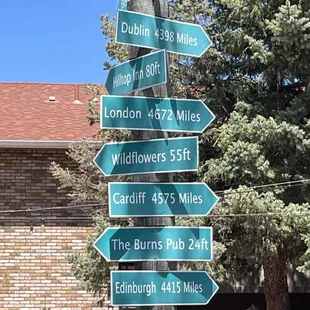 Dublin 4398 Miles
Hilltop Inn 80ft
London 4672 Miles
Wildflowers 55ft
Cardiff 4575 Miles
The Burns Pub 24ft
Edinburgh 4415 Miles